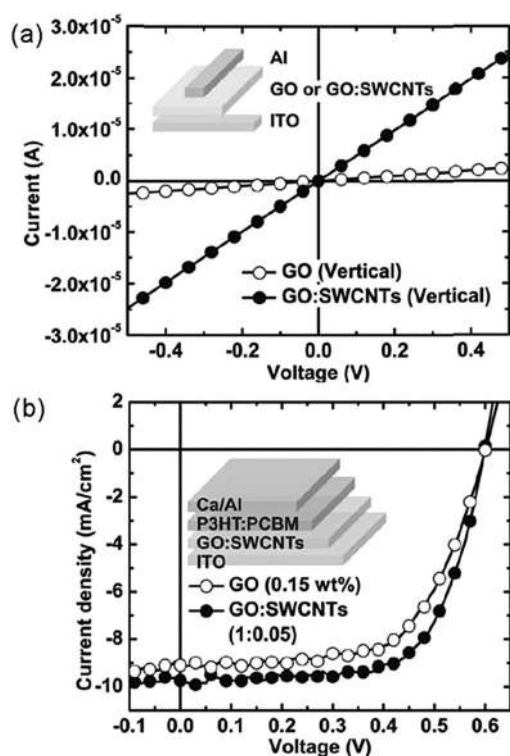 (a)
3.0x10⁻⁵
2.0x10⁻⁵
1.0x10⁻⁵
0.0
-1.0x10⁻⁵
-2.0x10⁻⁵
-3.0x10⁻⁵
Current (A)
Al
GO or GO:SWCNTs
ITO
GO (Vertical)
GO:SWCNTs (Vertical)
-0.4 -0.2 0.0 0.2 0.4
Voltage (V)
(b)
2
0
-2
-4
-6
-8
-10
Current density (mA/cm²)
Ca/Al
P3HT:PCBM
GO:SWCNTs
ITO
GO (0.15 wt%)
GO:SWCNTs
(1:0.05)
-0.1 0.0 0.1 0.2 0.3 0.4 0.5 0.6
Voltage (V)